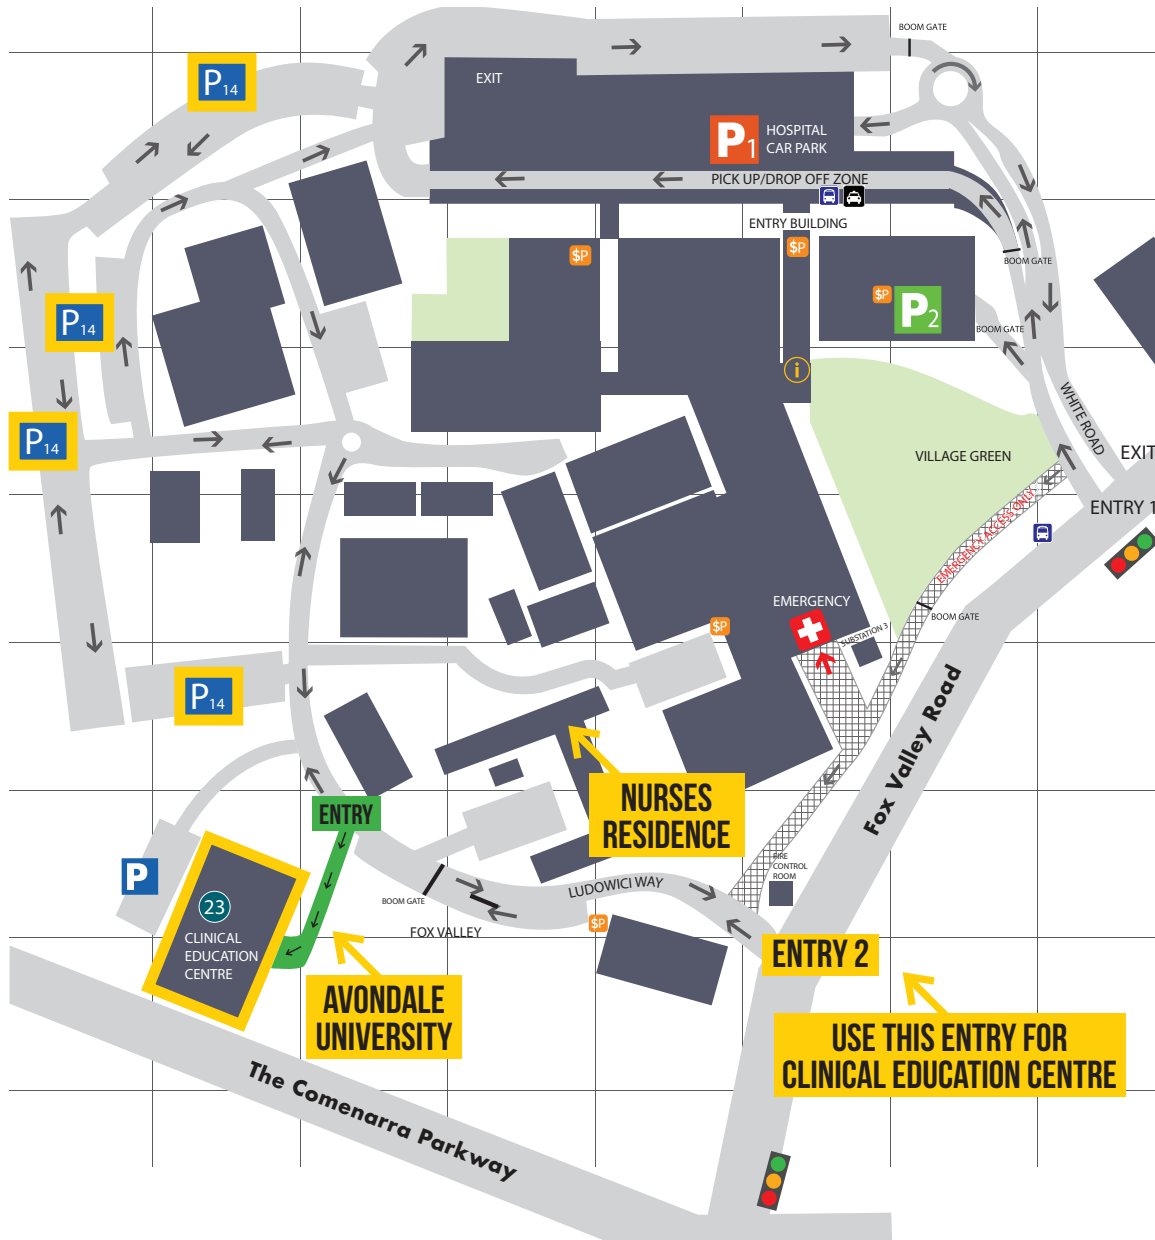 BOOM GATE
P14
EXIT
P1
HOSPITAL
CAR PARK
PICK UP/DROP OFF ZONE
ENTRY BUILDING
$P
$P
BOOM GATE
$P
P2
P14
BOOM GATE
i
WHITE ROAD
P14
VILLAGE GREEN
EXIT
ENTRY 1
EMERGENCY ACCESS ONLY
EMERGENCY
BOOM GATE
$P
SUBSTATION 3
P14
Fox Valley Road
NURSES
RESIDENCE
ENTRY
P
FIRE
CONTROL
ROOM
LUDOWICI WAY
BOOM GATE
23
$P
FOX VALLEY
CLINICAL
EDUCATION
CENTRE
ENTRY 2
AVONDALE
UNIVERSITY
USE THIS ENTRY FOR
CLINICAL EDUCATION CENTRE
The Comenarra Parkway